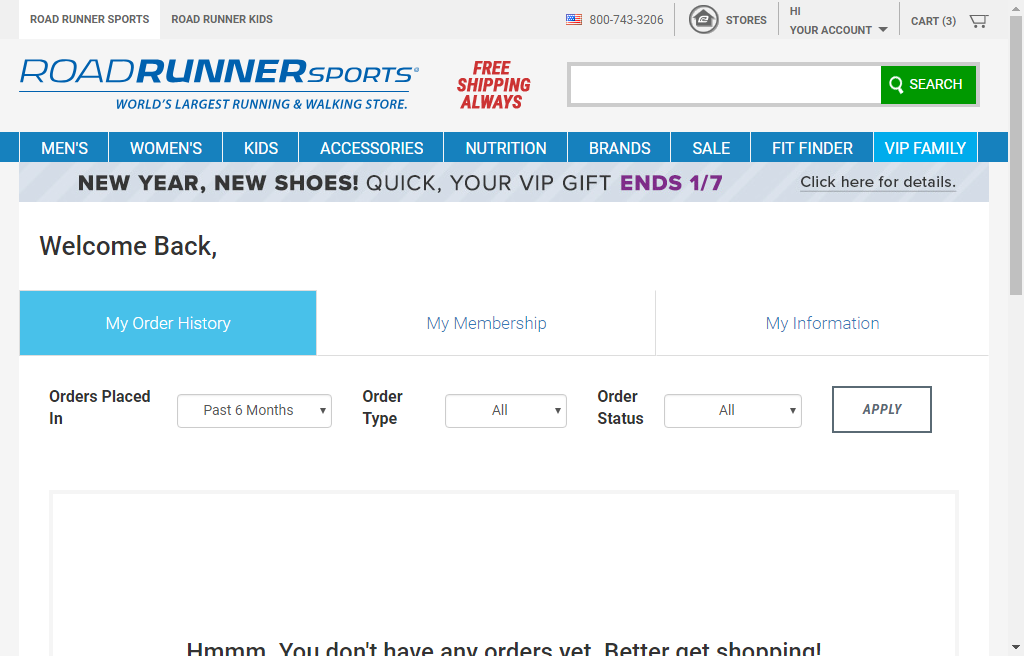 ROAD RUNNER SPORTS
ROAD RUNNER KIDS
800-743-3206
STORES
HI
YOUR ACCOUNT
CART (3)
ROADRUNNERSPORTS
WORLD'S LARGEST RUNNING & WALKING STORE.
FREE
SHIPPING
ALWAYS
SEARCH
MEN'S
WOMEN'S
KIDS
ACCESSORIES
NUTRITION
BRANDS
SALE
FIT FINDER
VIP FAMILY
NEW YEAR, NEW SHOES! QUICK, YOUR VIP GIFT ENDS 1/7
Click here for details.
Welcome Back,
My Order History
My Membership
My Information
Orders Placed
In
Past 6 Months
Order
Type
All
Order
Status
All
APPLY
Hmmm. You don't have any orders yet. Better get shopping!